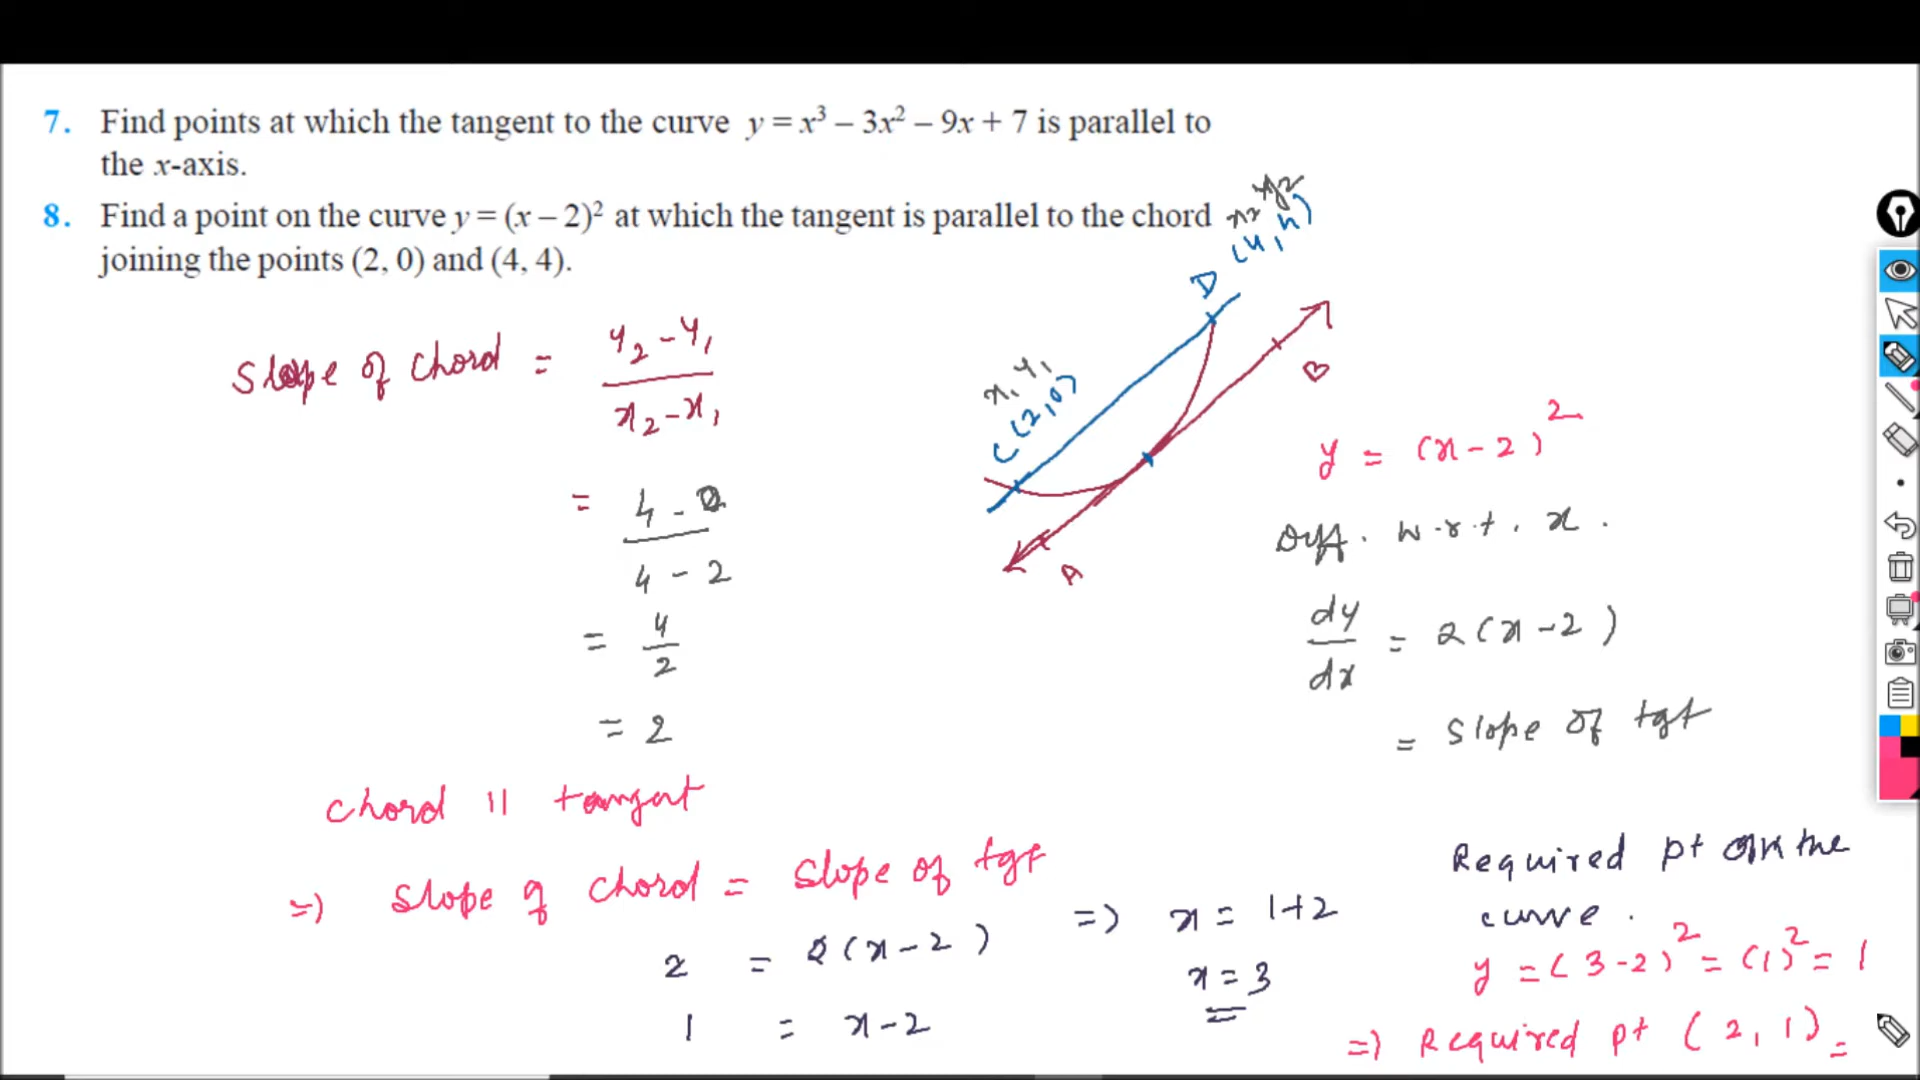 7. Find points at which the tangent to the curve y = x³ – 3x² – 9x + 7 is parallel to
the x-axis.
8. Find a point on the curve y = (x – 2)² at which the tangent is parallel to the chord
joining the points (2, 0) and (4, 4).
x₂ y₂
(4, 4)
D
x₁ y₁
C (2,0)
B
A
Slope of chord = y₂ - y₁ / x₂ - x₁
= 4 - 0 / 4 - 2
= 4/2
= 2
chord || tangent
=> Slope of chord = Slope of tgt
2 = 2(x-2)
1 = x-2
=> x = 1+2
x = 3
y = (x-2)²
Diff. w.r.t. x.
dy/dx = 2(x-2)
= slope of tgt
Required pt on the
curve.
y = (3-2)² = (1)² = 1
=> Required pt (2, 1) =